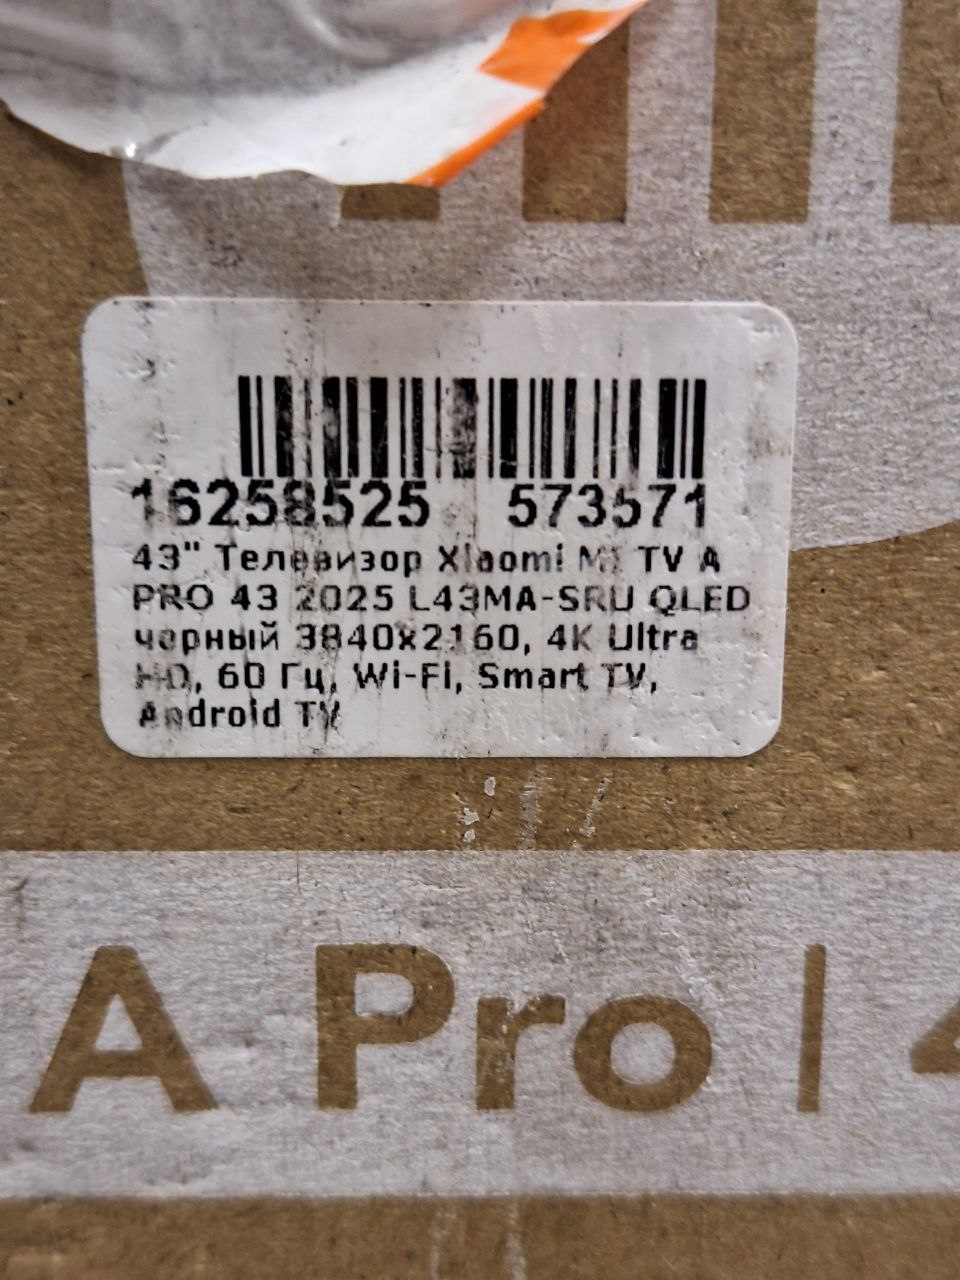 16258525 573571
43" Телевизор Xiaomi Mi TV A
PRO 43 2025 L43MA-SRU QLED
черный 3840x2160, 4K Ultra
HD, 60 Гц, Wi-Fi, Smart TV,
Android TV
A Pro |